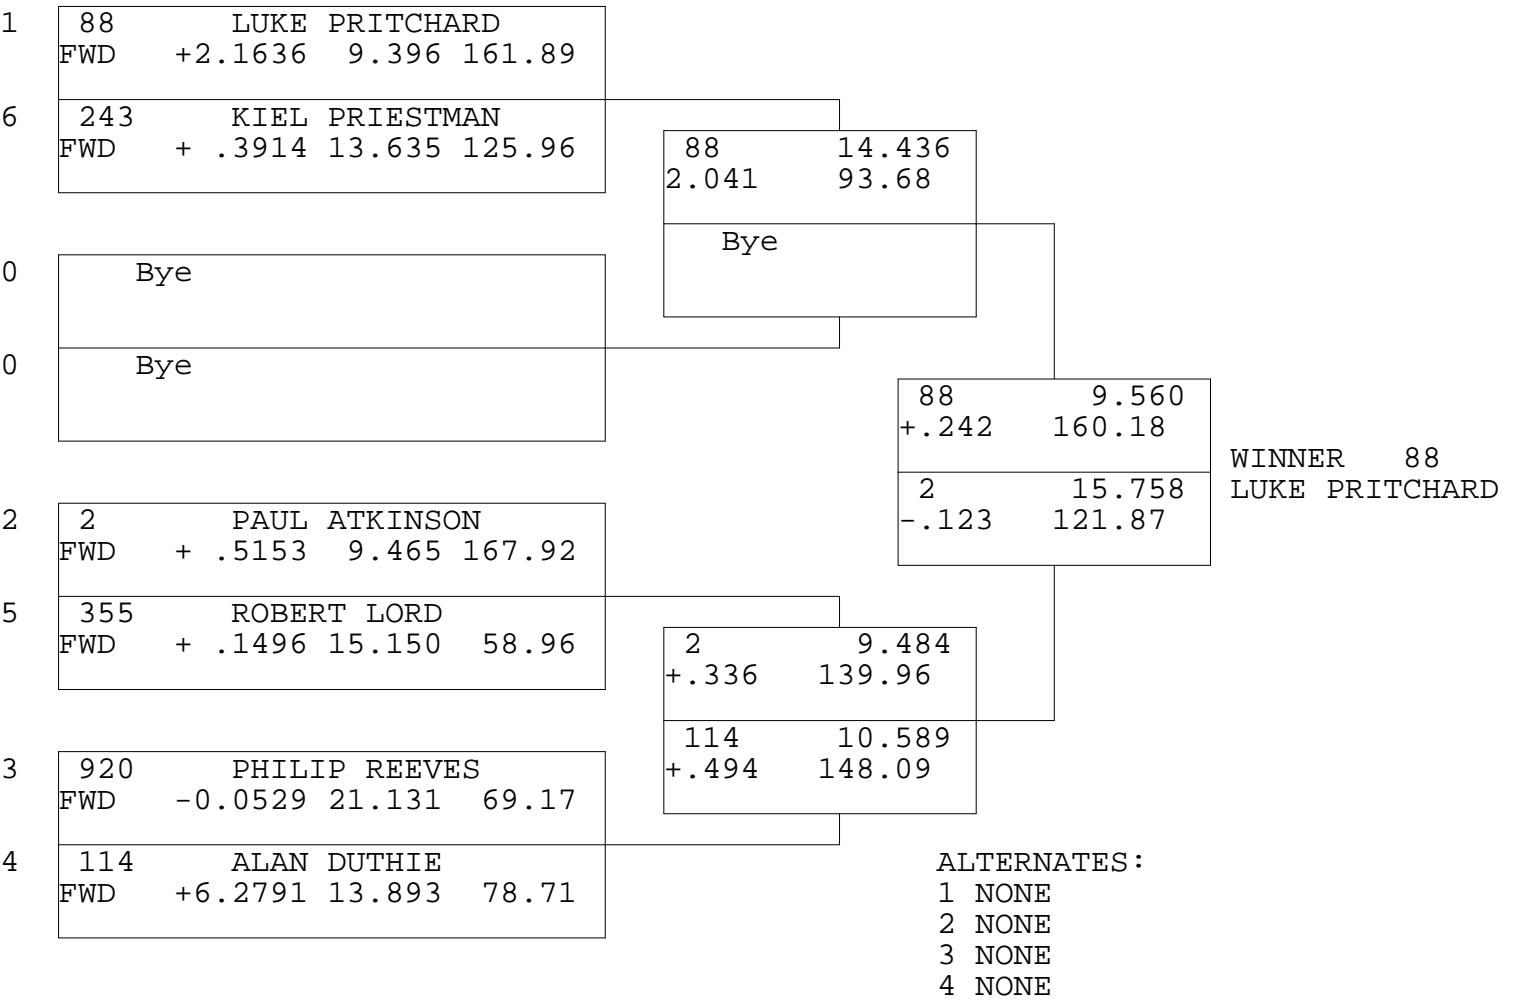 1 88 LUKE PRITCHARD
FWD +2.1636 9.396 161.89
6 243 KIEL PRIESTMAN
FWD + .3914 13.635 125.96
88 14.436
2.041 93.68
Bye
0 Bye
0 Bye
88 9.560
+.242 160.18
WINNER 88
LUKE PRITCHARD
2 15.758
-.123 121.87
2 2 PAUL ATKINSON
FWD + .5153 9.465 167.92
5 355 ROBERT LORD
FWD + .1496 15.150 58.96
2 9.484
+.336 139.96
114 10.589
+.494 148.09
3 920 PHILIP REEVES
FWD -0.0529 21.131 69.17
4 114 ALAN DUTHIE
FWD +6.2791 13.893 78.71
ALTERNATES:
1 NONE
2 NONE
3 NONE
4 NONE